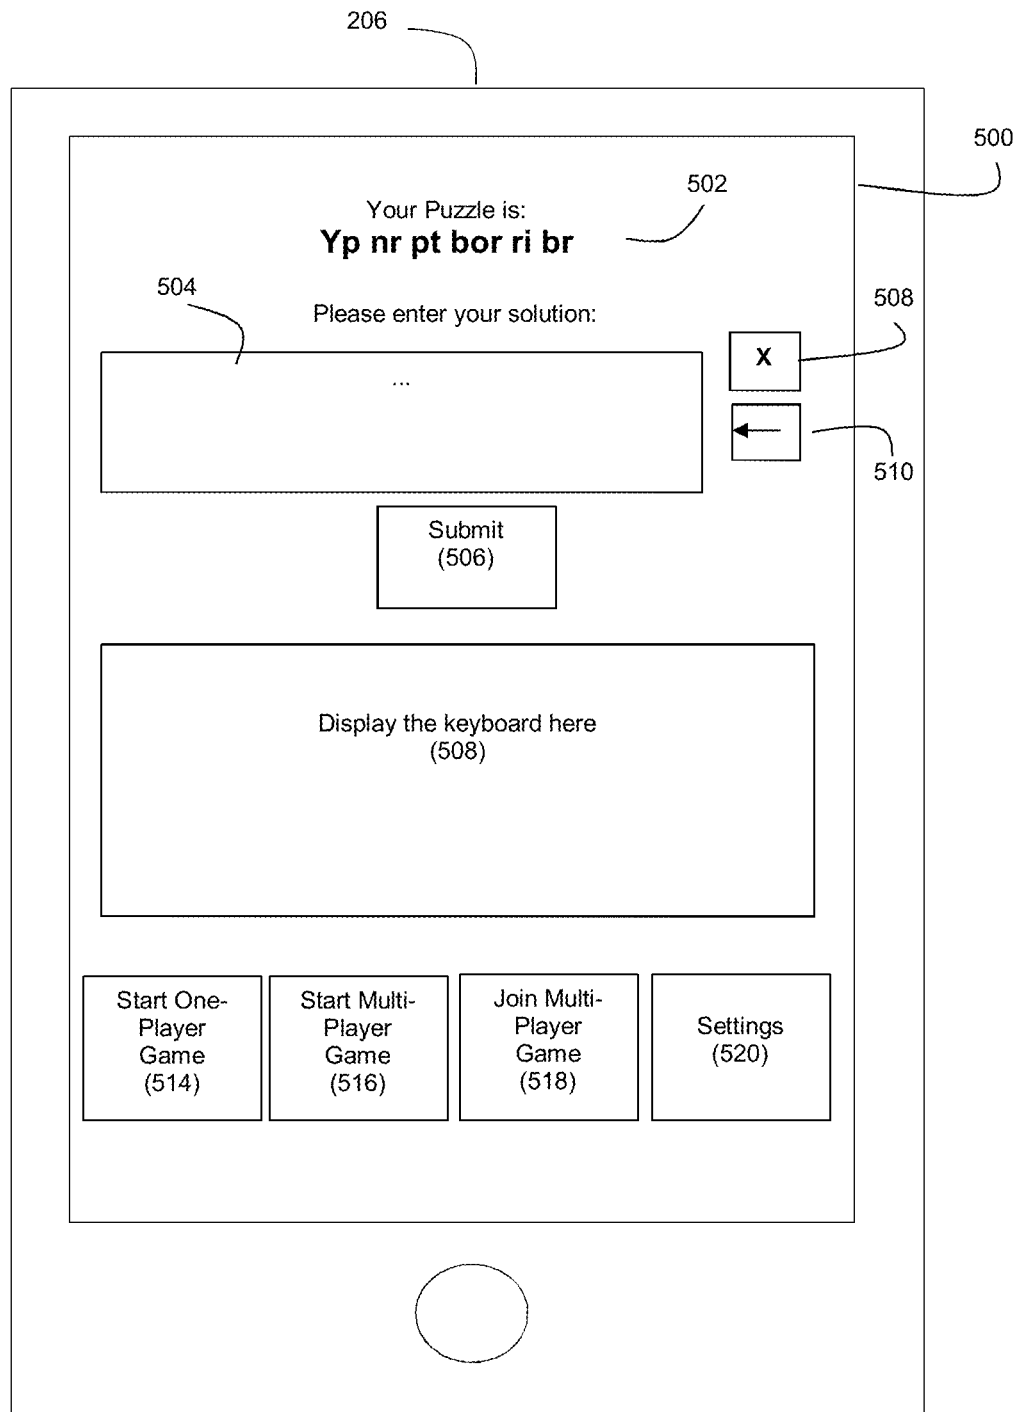 206
500
502
Your Puzzle is:
Yp nr pt bor ri br
504
508
Please enter your solution:
X
...
510
Submit
(506)
Display the keyboard here
(508)
Start One-
Player
Game
(514)
Start Multi-
Player
Game
(516)
Join Multi-
Player
Game
(518)
Settings
(520)